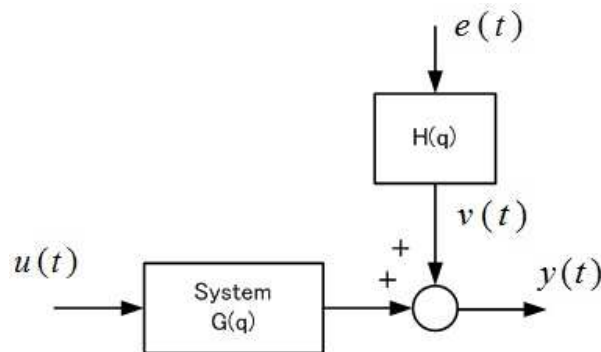 e(t)
H(q)
v(t)
+
u(t)
+
y(t)
System
G(q)